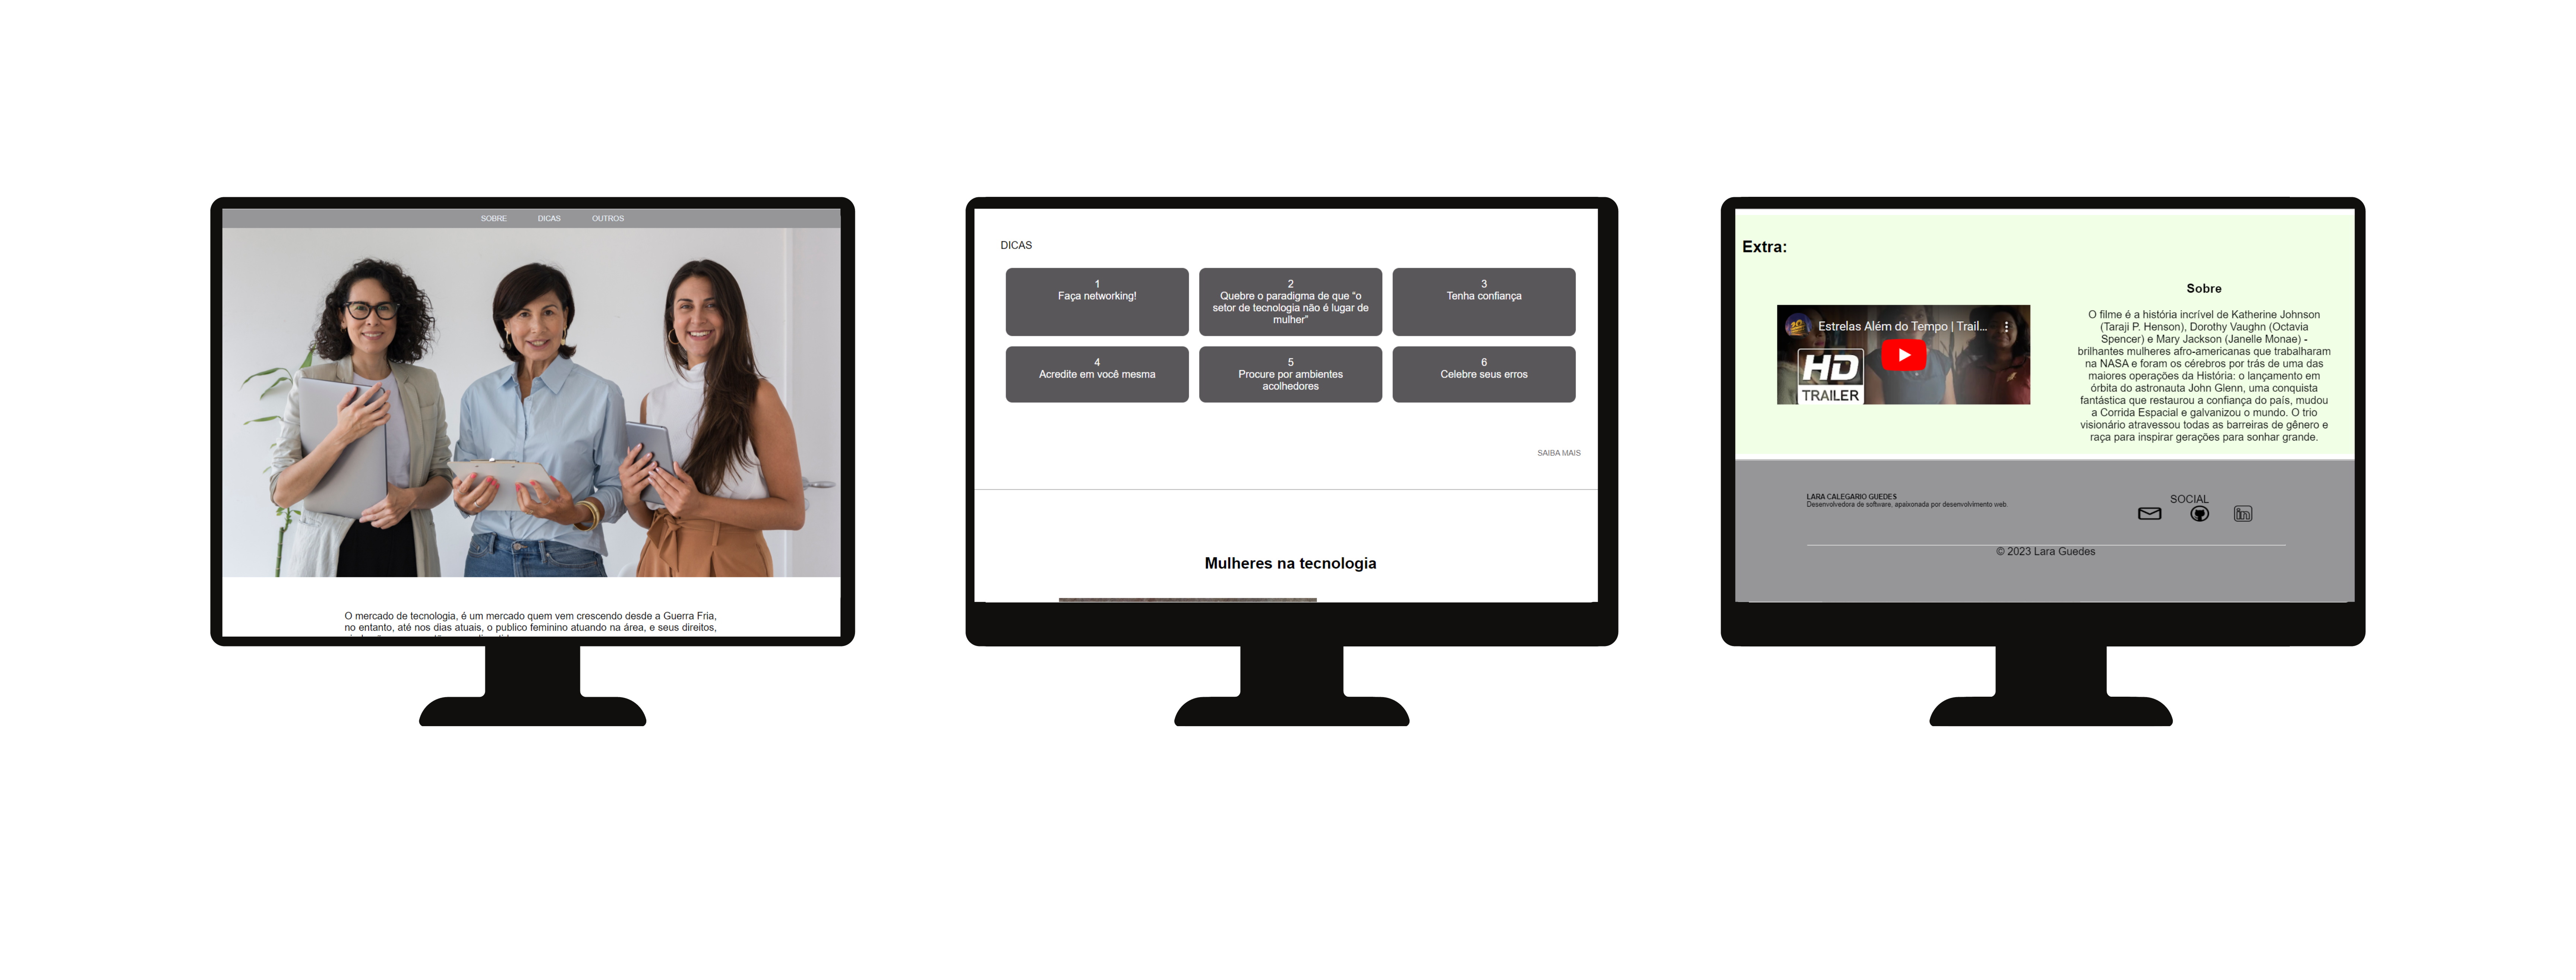 SOBRE DICAS OUTROS
O mercado de tecnologia, é um mercado quem vem crescendo desde a Guerra Fria,
no entanto, até nos dias atuais, o publico feminino atuando na área, e seus direitos,
DICAS
1
Faça networking!
2
Quebre o paradigma de que “o
setor de tecnologia não é lugar de
mulher”
3
Tenha confiança
4
Acredite em você mesma
5
Procure por ambientes
acolhedores
6
Celebre seus erros
SAIBA MAIS
Mulheres na tecnologia
Extra:
Estrelas Além do Tempo | Trail...
HD
TRAILER
Sobre
O filme é a história incrível de Katherine Johnson
(Taraji P. Henson), Dorothy Vaughn (Octavia
Spencer) e Mary Jackson (Janelle Monae) -
brilhantes mulheres afro-americanas que trabalharam
na NASA e foram os cérebros por trás de uma das
maiores operações da História: o lançamento em
órbita do astronauta John Glenn, uma conquista
fantástica que restaurou a confiança do país, mudou
a Corrida Espacial e galvanizou o mundo. O trio
visionário atravessou todas as barreiras de gênero e
raça para inspirar gerações para sonhar grande.
LARA CALEGARIO GUEDES
Desenvolvedora de software, apaixonada por desenvolvimento web.
SOCIAL
in
© 2023 Lara Guedes